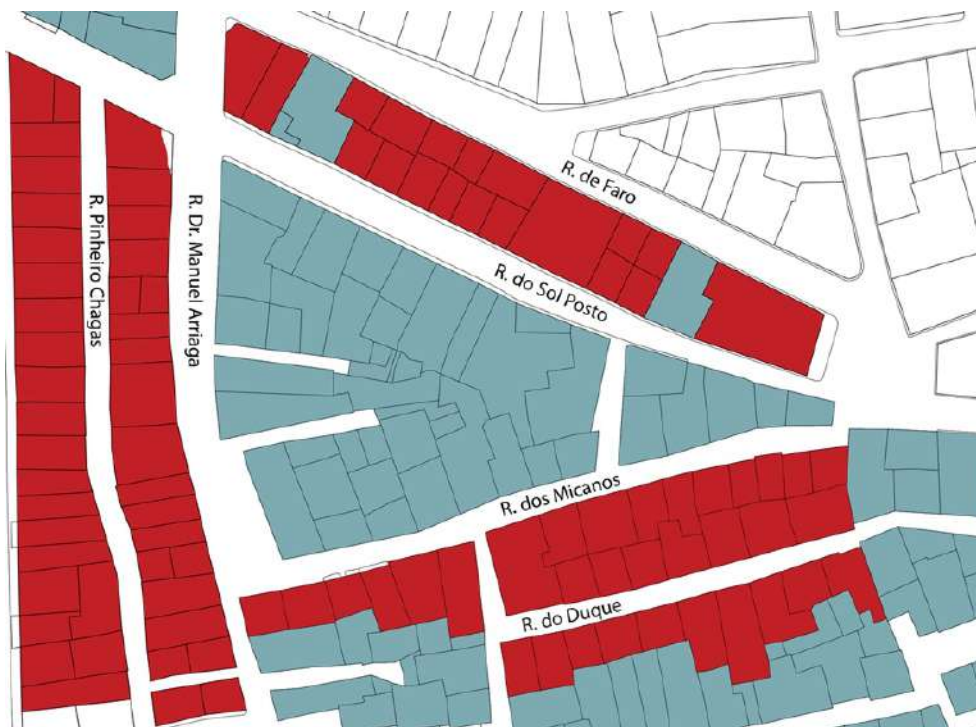 R. de Faro
R. do Sol Posto
R. Pinheiro Chagas
R. Dr. Manuel Arriaga
R. dos Micanos
R. do Duque